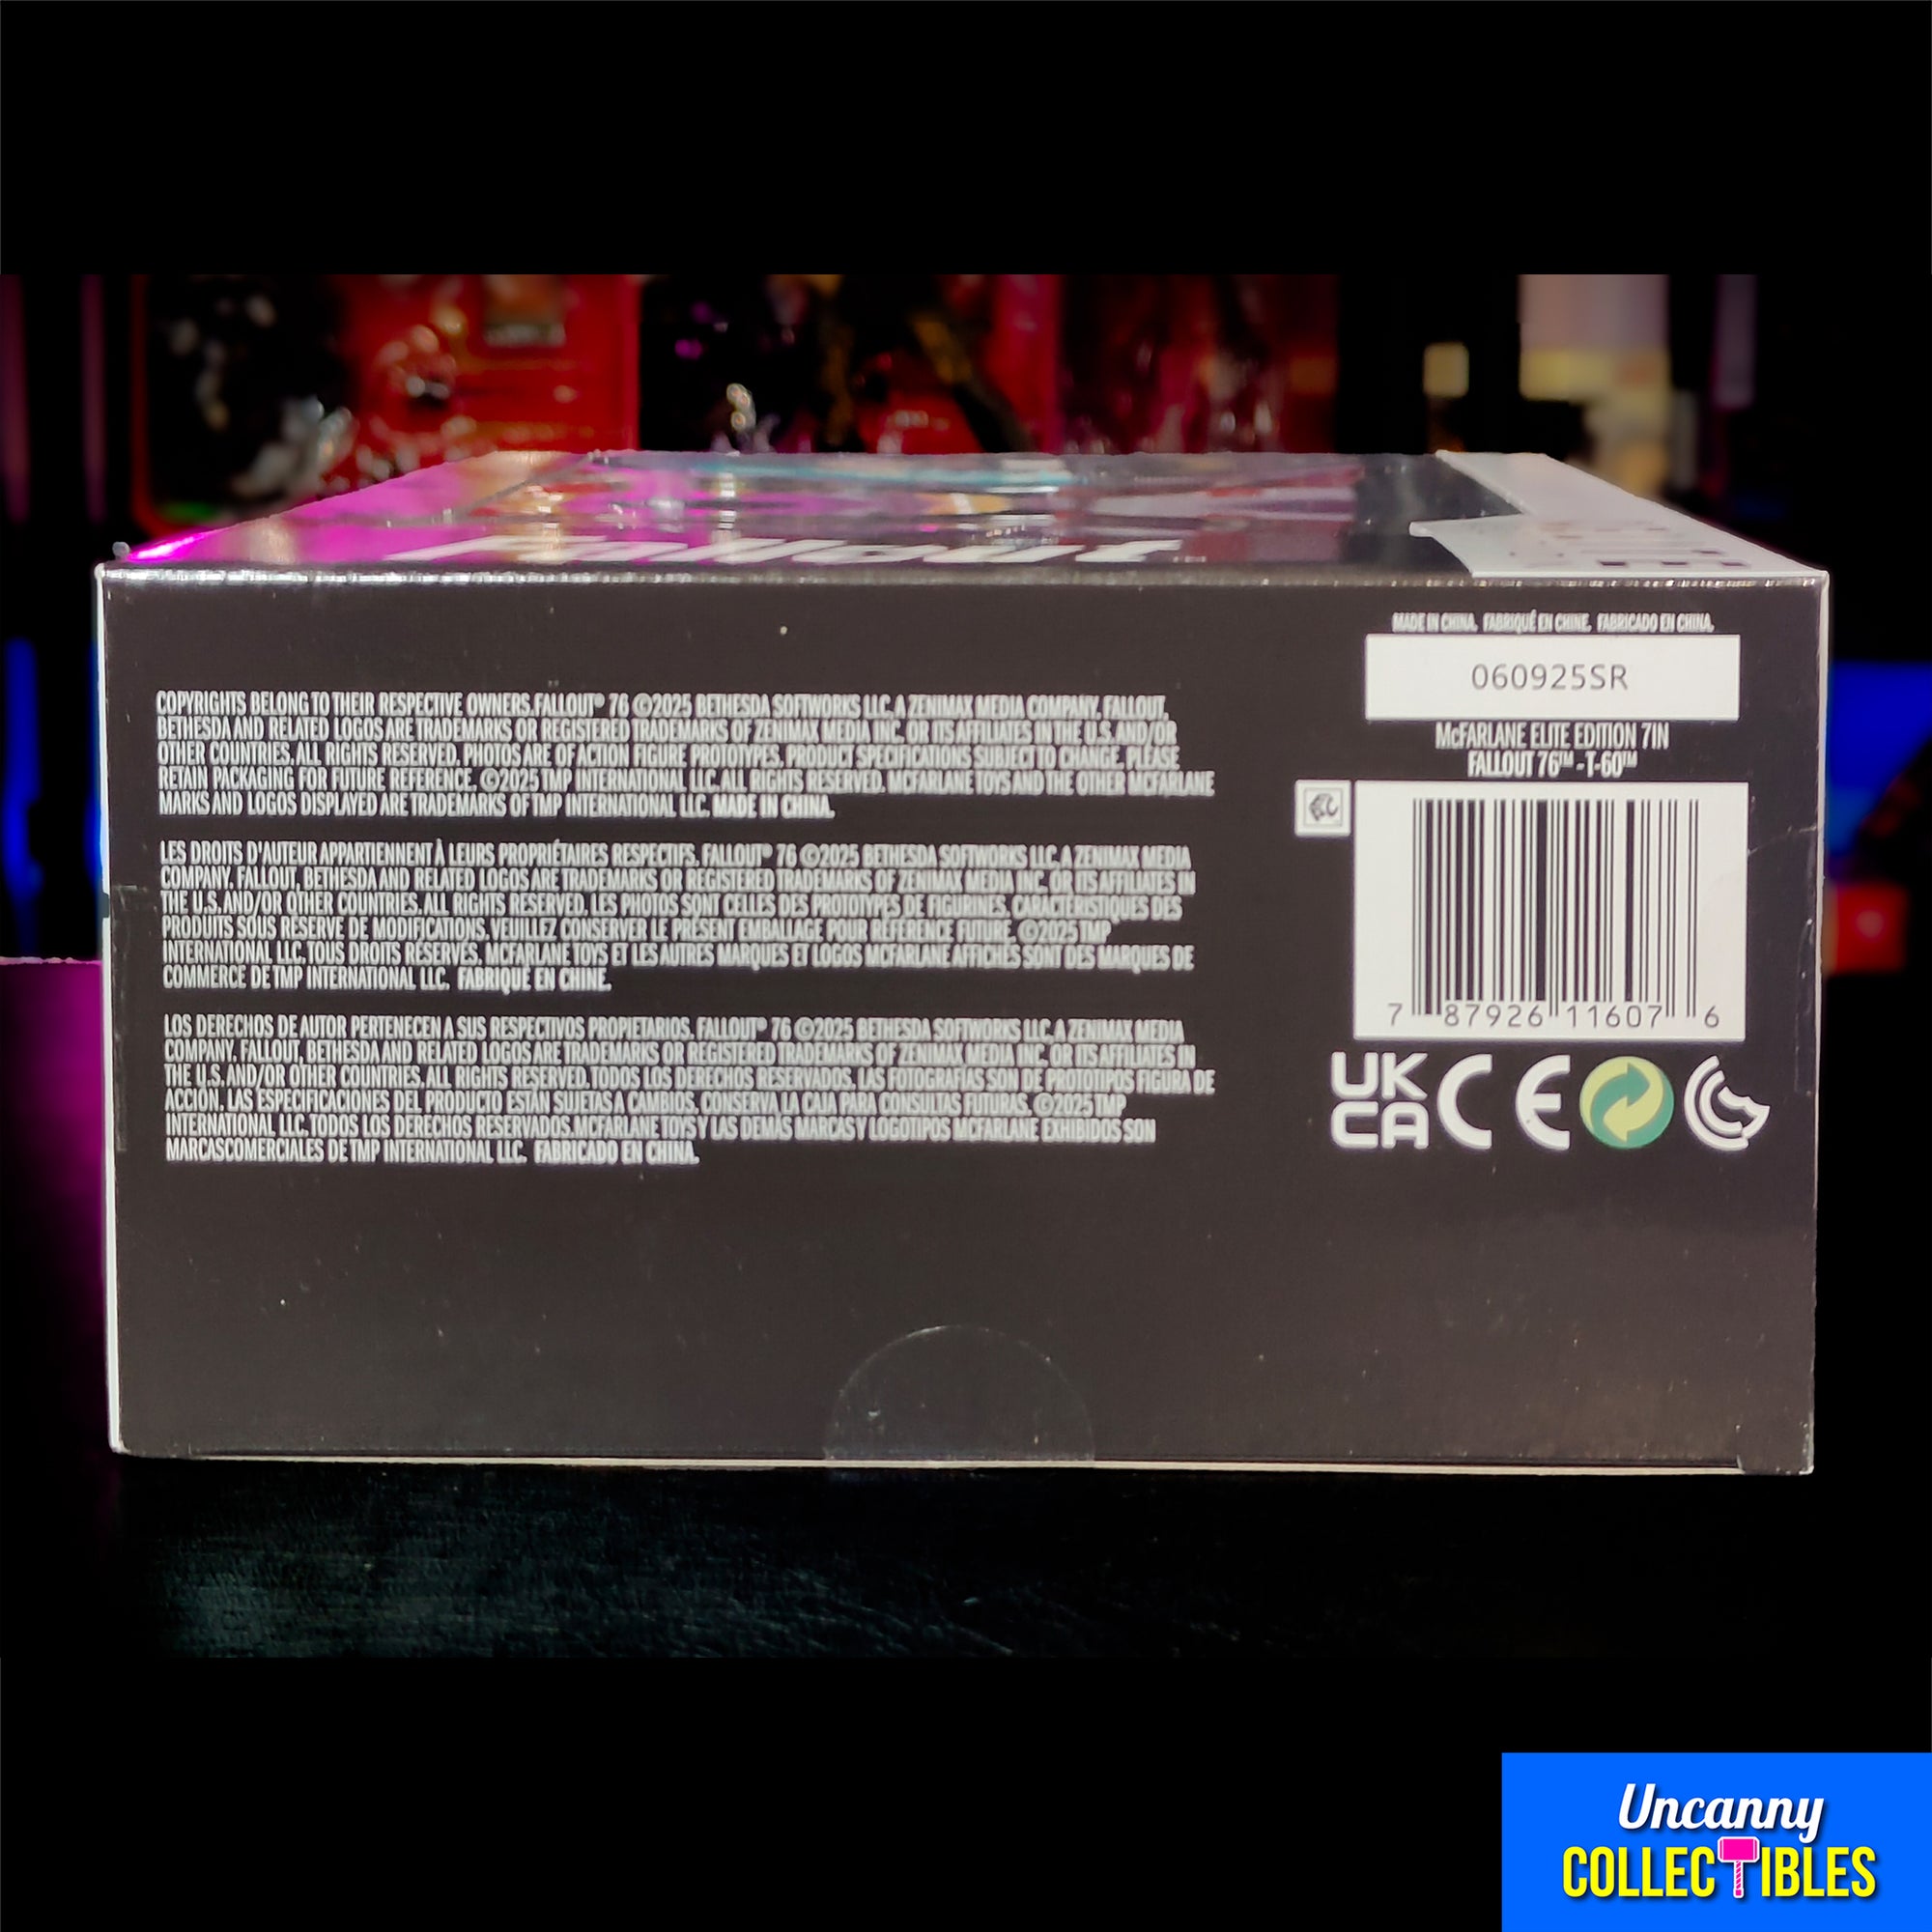 Fallout
COPYRIGHTS BELONG TO THEIR RESPECTIVE OWNERS.FALLOUT® 76 ©2025 BETHESDA SOFTWORKS LLC, A ZENIMAX MEDIA COMPANY. FALLOUT,
BETHESDA AND RELATED LOGOS ARE TRADEMARKS OR REGISTERED TRADEMARKS OF ZENIMAX MEDIA INC. OR ITS AFFILIATES IN THE U.S. AND/OR
OTHER COUNTRIES. ALL RIGHTS RESERVED. PHOTOS ARE OF ACTION FIGURE PROTOTYPES. PRODUCT SPECIFICATIONS SUBJECT TO CHANGE. PLEASE
RETAIN PACKAGING FOR FUTURE REFERENCE. ©2025 TMP INTERNATIONAL LLC. ALL RIGHTS RESERVED. MCFARLANE TOYS AND THE OTHER MCFARLANE
MARKS AND LOGOS DISPLAYED ARE TRADEMARKS OF TMP INTERNATIONAL LLC. MADE IN CHINA.
LES DROITS D'AUTEUR APPARTIENNENT À LEURS PROPRIÉTAIRES RESPECTIFS. FALLOUT® 76 ©2025 BETHESDA SOFTWORKS LLC, A ZENIMAX MEDIA
COMPANY. FALLOUT, BETHESDA AND RELATED LOGOS ARE TRADEMARKS OR REGISTERED TRADEMARKS OF ZENIMAX MEDIA INC. OR ITS AFFILIATES IN
THE U.S. AND/OR OTHER COUNTRIES. ALL RIGHTS RESERVED. LES PHOTOS SONT CELLES DES PROTOTYPES DE FIGURINES. CARACTÉRISTIQUES DES
PRODUITS SOUS RÉSERVE DE MODIFICATIONS. VEUILLEZ CONSERVER LE PRÉSENT EMBALLAGE POUR RÉFÉRENCE FUTURE. ©2025 TMP
INTERNATIONAL LLC. TOUS DROITS RÉSERVÉS. MCFARLANE TOYS ET LES AUTRES MARQUES ET LOGOS MCFARLANE AFFICHÉS SONT DES MARQUES DE
COMMERCE DE TMP INTERNATIONAL LLC. FABRIQUÉ EN CHINE.
LOS DERECHOS DE AUTOR PERTENECEN A SUS RESPECTIVOS PROPIETARIOS. FALLOUT® 76 ©2025 BETHESDA SOFTWORKS LLC, A ZENIMAX MEDIA
COMPANY. FALLOUT, BETHESDA AND RELATED LOGOS ARE TRADEMARKS OR REGISTERED TRADEMARKS OF ZENIMAX MEDIA INC. OR ITS AFFILIATES IN
THE U.S. AND/OR OTHER COUNTRIES. ALL RIGHTS RESERVED. TODOS LOS DERECHOS RESERVADOS. LAS FOTOGRAFÍAS SON DE PROTOTIPOS FIGURA DE
ACCIÓN. LAS ESPECIFICACIONES DEL PRODUCTO ESTÁN SUJETAS A CAMBIOS. CONSERVA LA CAJA PARA CONSULTAS FUTURAS. ©2025 TMP
INTERNATIONAL LLC. TODOS LOS DERECHOS RESERVADOS. MCFARLANE TOYS Y LAS DEMÁS MARCAS Y LOGOTIPOS MCFARLANE EXHIBIDOS SON
MARCASCOMERCIALES DE TMP INTERNATIONAL LLC. FABRICADO EN CHINA.
MADE IN CHINA. FABRIQUÉ EN CHINE. FABRICADO EN CHINA.
060925SR
McFARLANE ELITE EDITION 7IN
FALLOUT 76™ - T-60™
7 87926 11607 6
UK
CA
CE
Uncanny
COLLECTIBLES